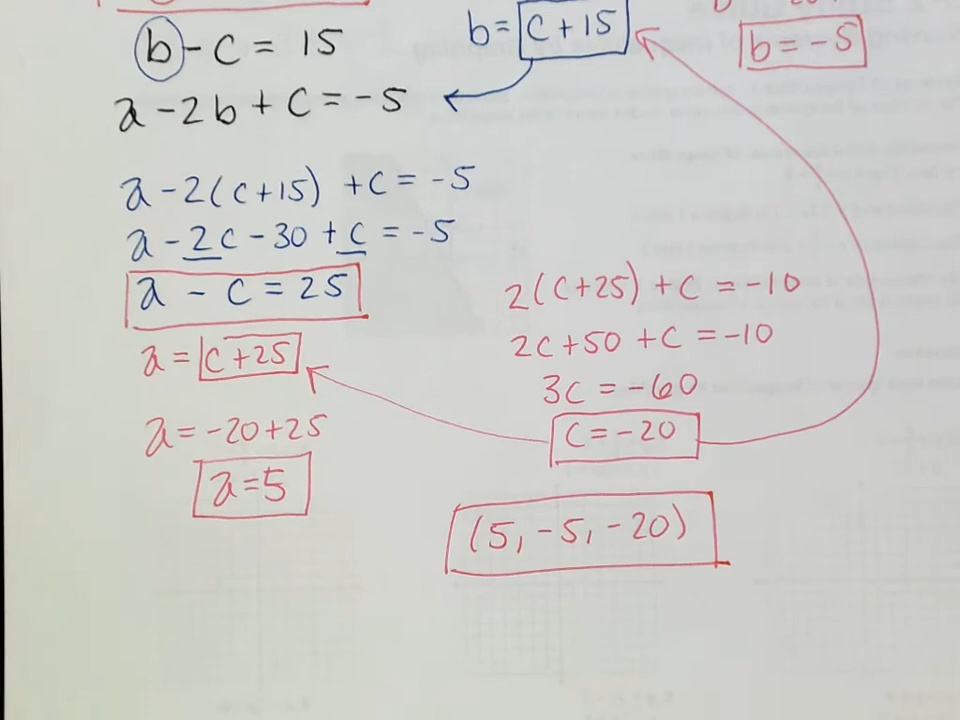 b - c = 15
b = c + 15
b = -5
a - 2b + c = -5
a - 2(c+15) + c = -5
a - 2c - 30 + c = -5
a - c = 25
a = c + 25
a = -20+25
a = 5
2(c+25) + c = -10
2c + 50 + c = -10
3c = -60
c = -20
(5, -5, -20)